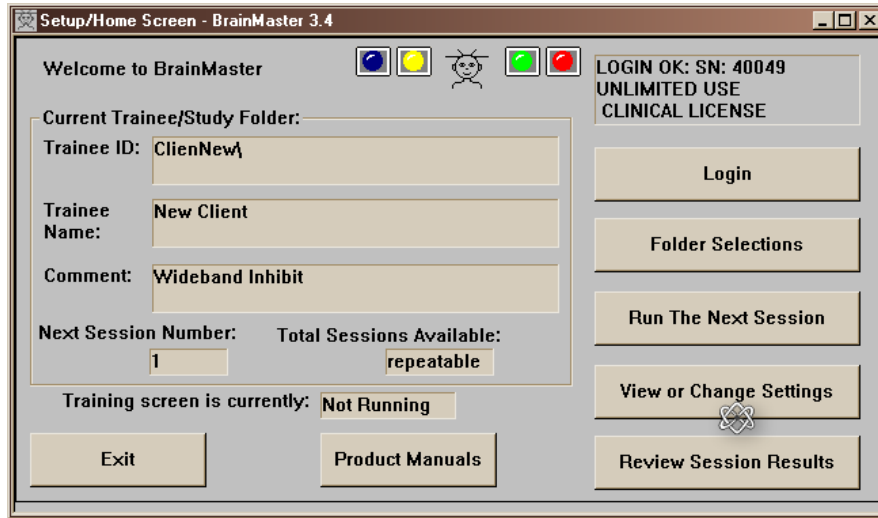 Setup/Home Screen - BrainMaster 3.4
Welcome to BrainMaster
LOGIN OK: SN: 40049
UNLIMITED USE
CLINICAL LICENSE
Current Trainee/Study Folder:
Trainee ID: ClienNew\
Trainee Name: New Client
Comment: Wideband Inhibit
Next Session Number: 1
Total Sessions Available: repeatable
Training screen is currently: Not Running
Exit
Product Manuals
Login
Folder Selections
Run The Next Session
View or Change Settings
Review Session Results